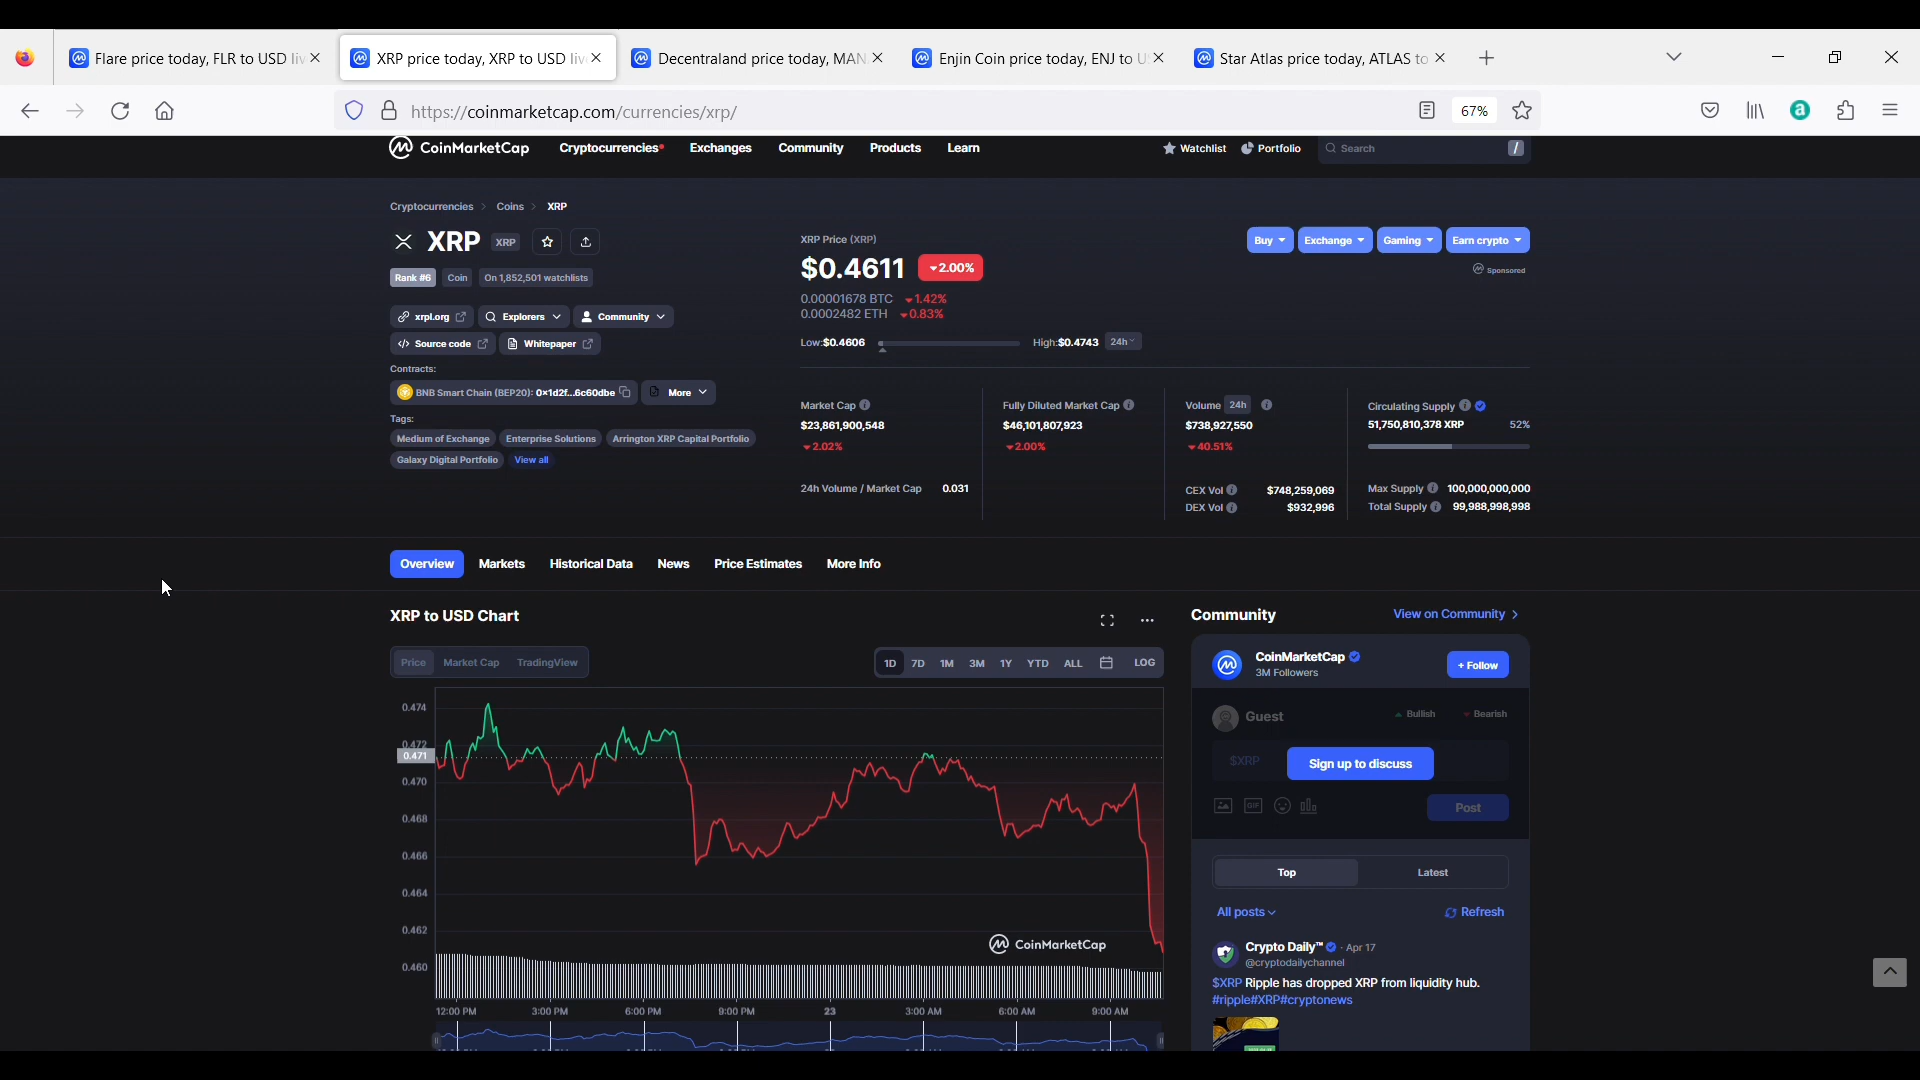 Flare price today, FLR to USD liv
XRP price today, XRP to USD live
Decentraland price today, MAN
Enjin Coin price today, ENJ to US
Star Atlas price today, ATLAS to
https://coinmarketcap.com/currencies/xrp/
67%
CoinMarketCap
Cryptocurrencies Exchanges Community Products Learn
Watchlist Portfolio Search /
Cryptocurrencies > Coins > XRP
XRP XRP
Rank #6 Coin On 1,852,501 watchlists
xrpl.org Explorers Community
Source code Whitepaper
Contracts:
BNB Smart Chain (BEP20): 0x1d2f...6c60dbe More
Tags:
Medium of Exchange Enterprise Solutions Arrington XRP Capital Portfolio
Galaxy Digital Portfolio View all
XRP Price (XRP)
$0.4611 2.00%
0.00001678 BTC 1.42%
0.0002482 ETH 0.83%
Low:$0.4606 High:$0.4743 24h
Buy Exchange Gaming Earn crypto
Sponsored
Market Cap
$23,861,900,548
2.02%
24h Volume / Market Cap 0.031
Fully Diluted Market Cap
$46,101,807,923
2.00%
Volume 24h
$738,927,550
40.51%
CEX Vol $748,259,069
DEX Vol $932,996
Circulating Supply
51,750,810,378 XRP 52%
Max Supply 100,000,000,000
Total Supply 99,988,998,998
Overview Markets Historical Data News Price Estimates More Info
XRP to USD Chart
Price Market Cap TradingView
1D 7D 1M 3M 1Y YTD ALL LOG
0.474
0.472
0.471
0.470
0.468
0.466
0.464
0.462
0.460
CoinMarketCap
12:00 PM 3:00 PM 6:00 PM 9:00 PM 23 3:00 AM 6:00 AM 9:00 AM
Community View on Community >
CoinMarketCap
3M Followers
+ Follow
Guest Bullish Bearish
$XRP Sign up to discuss
GIF
Post
Top Latest
All posts Refresh
Crypto Daily™ · Apr 17
@cryptodailychannel
$XRP Ripple has dropped XRP from liquidity hub.
#ripple#XRP#cryptonews